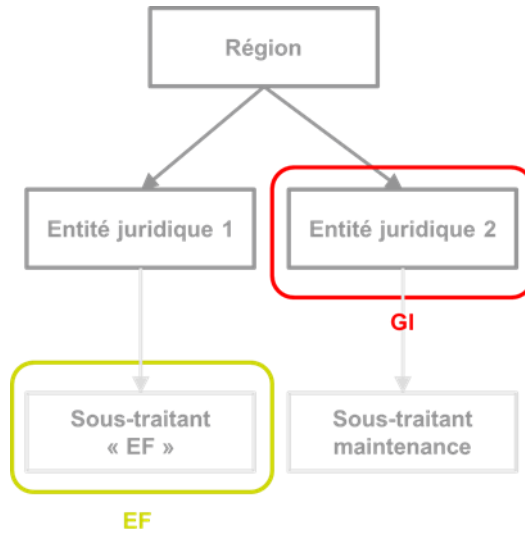 Région
Entité juridique 1
Entité juridique 2
GI
Sous-traitant
« EF »
Sous-traitant
maintenance
EF